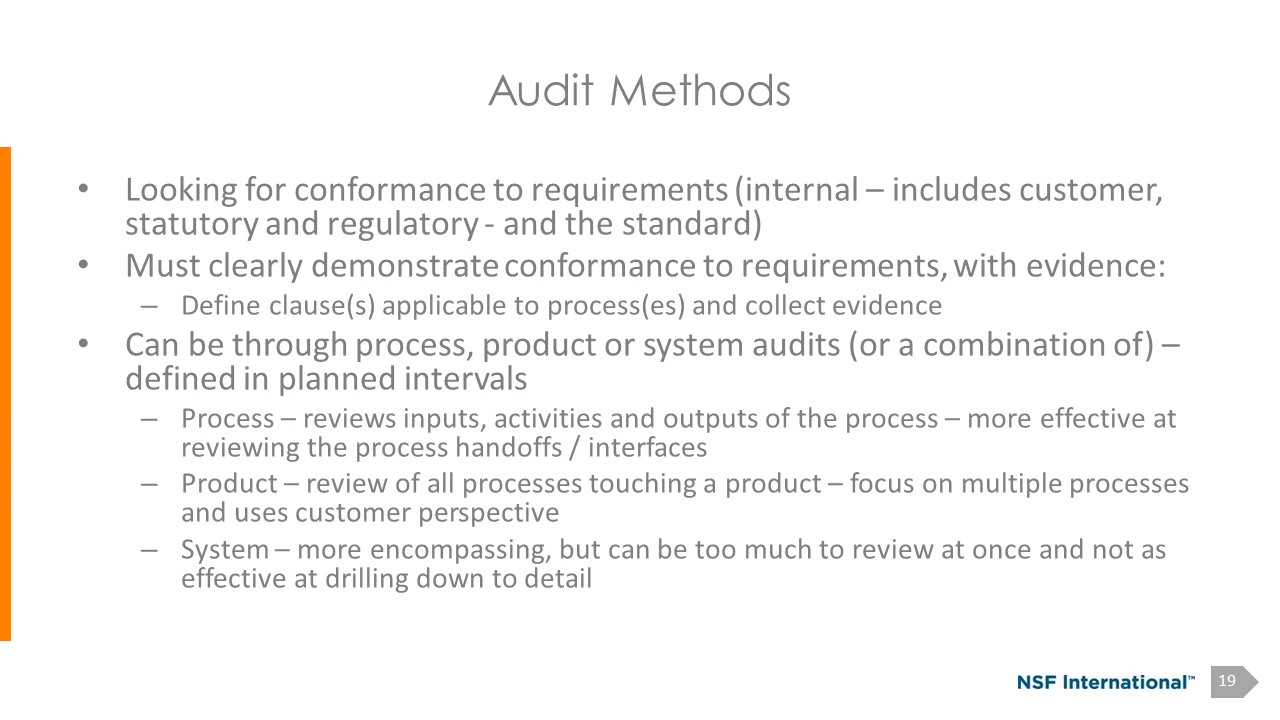 Audit Methods
• Looking for conformance to requirements (internal – includes customer,
statutory and regulatory - and the standard)
• Must clearly demonstrate conformance to requirements, with evidence:
– Define clause(s) applicable to process(es) and collect evidence
• Can be through process, product or system audits (or a combination of) –
defined in planned intervals
– Process – reviews inputs, activities and outputs of the process – more effective at
reviewing the process handoffs / interfaces
– Product – review of all processes touching a product – focus on multiple processes
and uses customer perspective
– System – more encompassing, but can be too much to review at once and not as
effective at drilling down to detail
NSF International™ 19